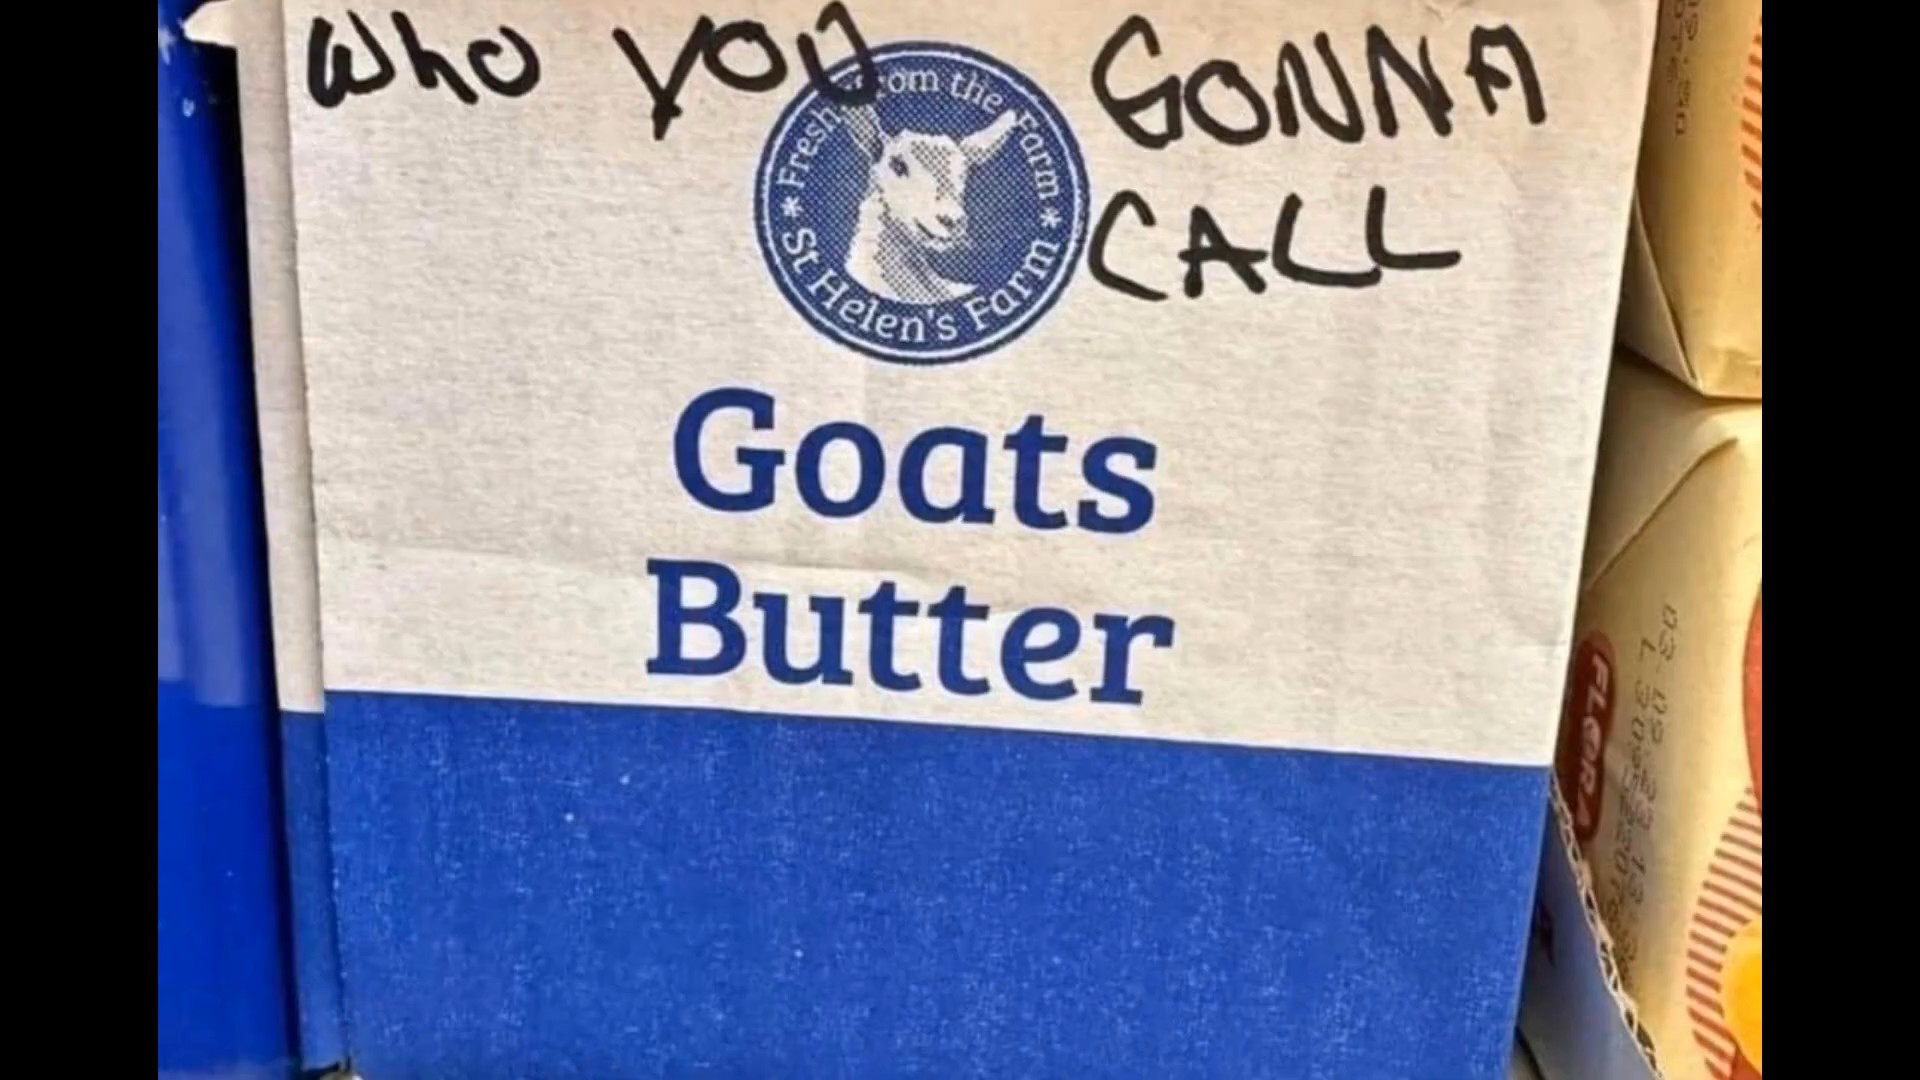 Who YOU GONNA
CALL
Fresh from the Farm
* St Helen's Farm *
Goats
Butter
FLORA